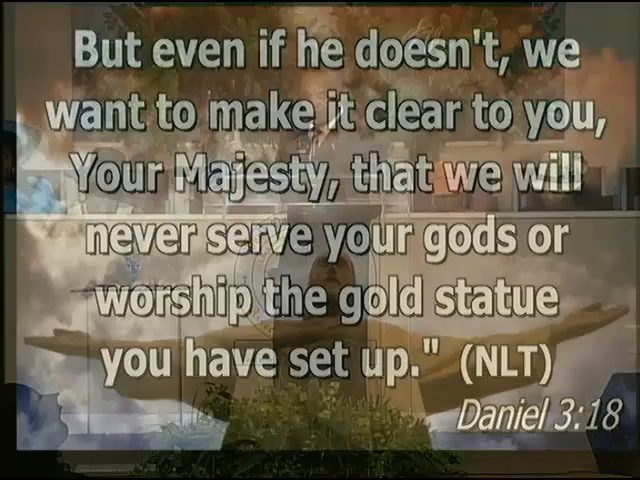 But even if he doesn't, we
want to make it clear to you,
Your Majesty, that we will
never serve your gods or
worship the gold statue
you have set up." (NLT)
Daniel 3:18